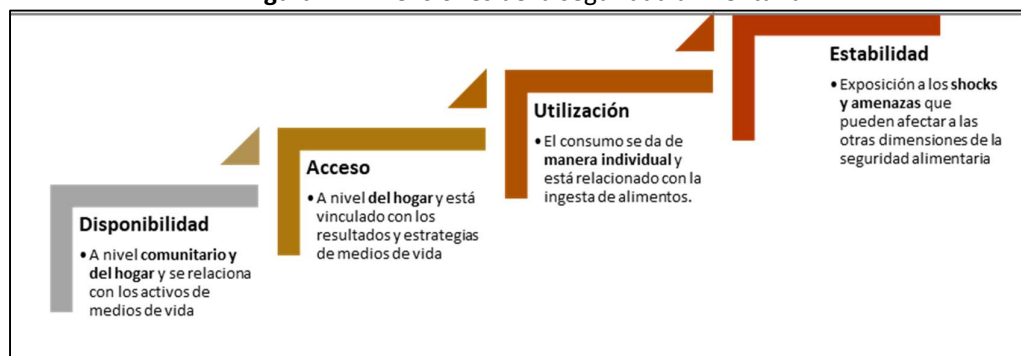 Disponibilidad
• A nivel comunitario y
del hogar y se relaciona
con los activos de
medios de vida
Acceso
• A nivel del hogar y está
vinculado con los
resultados y estrategias
de medios de vida
Utilización
• El consumo se da de
manera individual y
está relacionado con la
ingesta de alimentos.
Estabilidad
• Exposición a los shocks
y amenazas que
pueden afectar a las
otras dimensiones de la
seguridad alimentaria